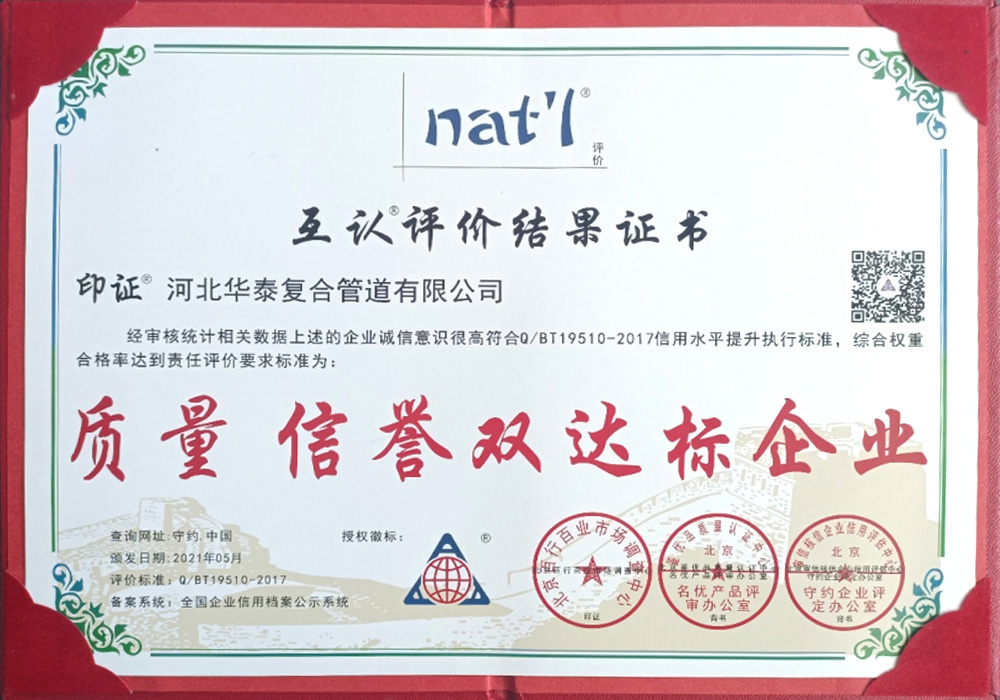 nat'l®
评价
互认®评价结果证书
印证® 河北华泰复合管道有限公司
经审核统计相关数据上述的企业诚信意识很高符合Q/BT19510-2017信用水平提升执行标准，综合权重
合格率达到责任评价要求标准为：
质量 信誉双达标企业
查询网址:守约.中国
颁发日期:2021年05月
评价标准: Q/BT19510-2017
备案系统: 全国企业信用档案公示系统
授权徽标:
®
印证
北京
名优产品评
审办公室
背书
北京
守约企业评
定办公室
背书